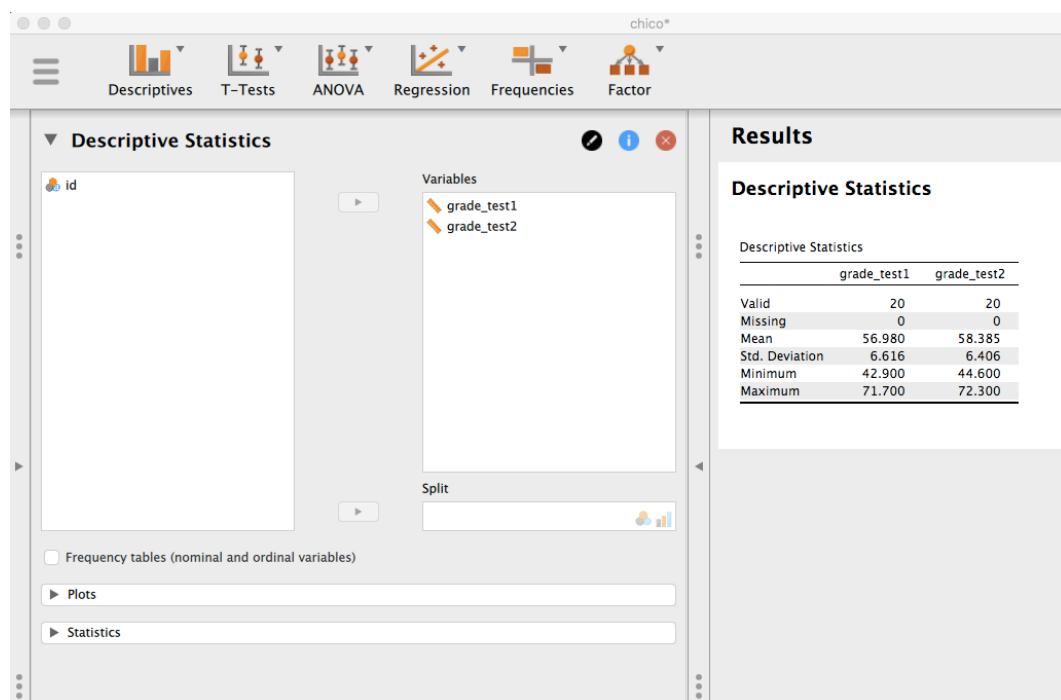 chico*
Descriptives T-Tests ANOVA Regression Frequencies Factor
Descriptive Statistics
id
Variables
grade_test1
grade_test2
Split
Frequency tables (nominal and ordinal variables)
Plots
Statistics
Results
Descriptive Statistics
Descriptive Statistics
grade_test1 grade_test2
Valid 20 20
Missing 0 0
Mean 56.980 58.385
Std. Deviation 6.616 6.406
Minimum 42.900 44.600
Maximum 71.700 72.300